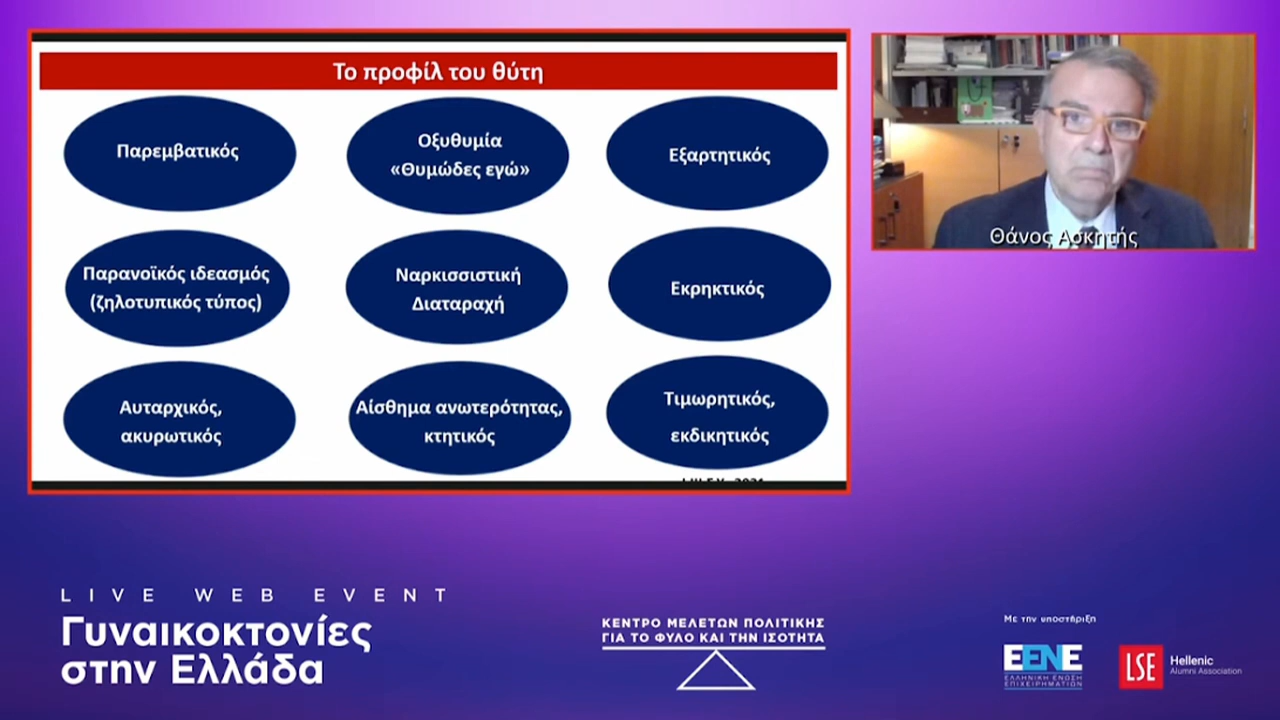 Το προφίλ του θύτη
Παρεμβατικός
Οξυθυμία
«Θυμώδες εγώ»
Εξαρτητικός
Παρανοϊκός ιδεασμός
(ζηλοτυπικός τύπος)
Ναρκισσιστική
Διαταραχή
Εκρηκτικός
Αυταρχικός,
ακυρωτικός
Αίσθημα ανωτερότητας,
κτητικός
Τιμωρητικός,
εκδικητικός
Θάνος Ασκητής
LIVE WEB EVENT
Γυναικοκτονίες
στην Ελλάδα
ΚΕΝΤΡΟ ΜΕΛΕΤΩΝ ΠΟΛΙΤΙΚΗΣ
ΓΙΑ ΤΟ ΦΥΛΟ ΚΑΙ ΤΗΝ ΙΣΟΤΗΤΑ
Με την υποστήριξη
ΕΕΝΕ
ΕΛΛΗΝΙΚΗ ΕΝΩΣΗ
ΕΠΙΧΕΙΡΗΜΑΤΙΩΝ
LSE
Hellenic
Alumni Association